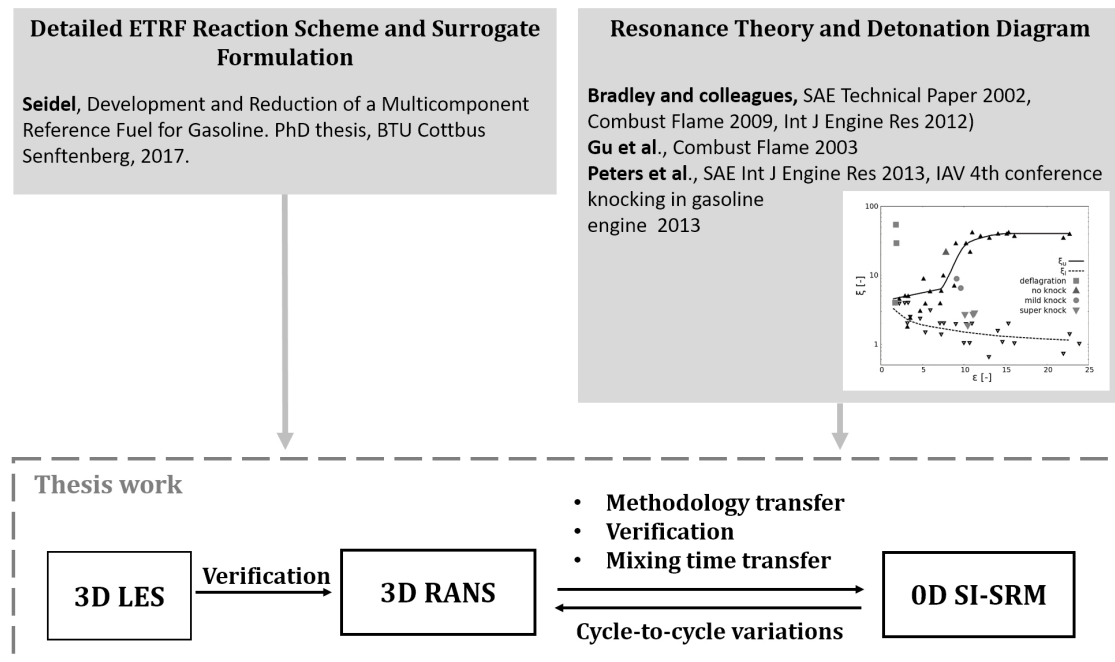 Detailed ETRF Reaction Scheme and Surrogate
Formulation
Seidel, Development and Reduction of a Multicomponent
Reference Fuel for Gasoline. PhD thesis, BTU Cottbus
Senftenberg, 2017.
Resonance Theory and Detonation Diagram
Bradley and colleagues, SAE Technical Paper 2002,
Combust Flame 2009, Int J Engine Res 2012)
Gu et al., Combust Flame 2003
Peters et al., SAE Int J Engine Res 2013, IAV 4th conference
knocking in gasoline
engine 2013
100
10
1
ξ [-]
ξu
ξl
deflagration
no knock
mild knock
super knock
0 5 10 15 20 25
ε [-]
Thesis work
• Methodology transfer
• Verification
• Mixing time transfer
3D LES
Verification
3D RANS
0D SI-SRM
Cycle-to-cycle variations